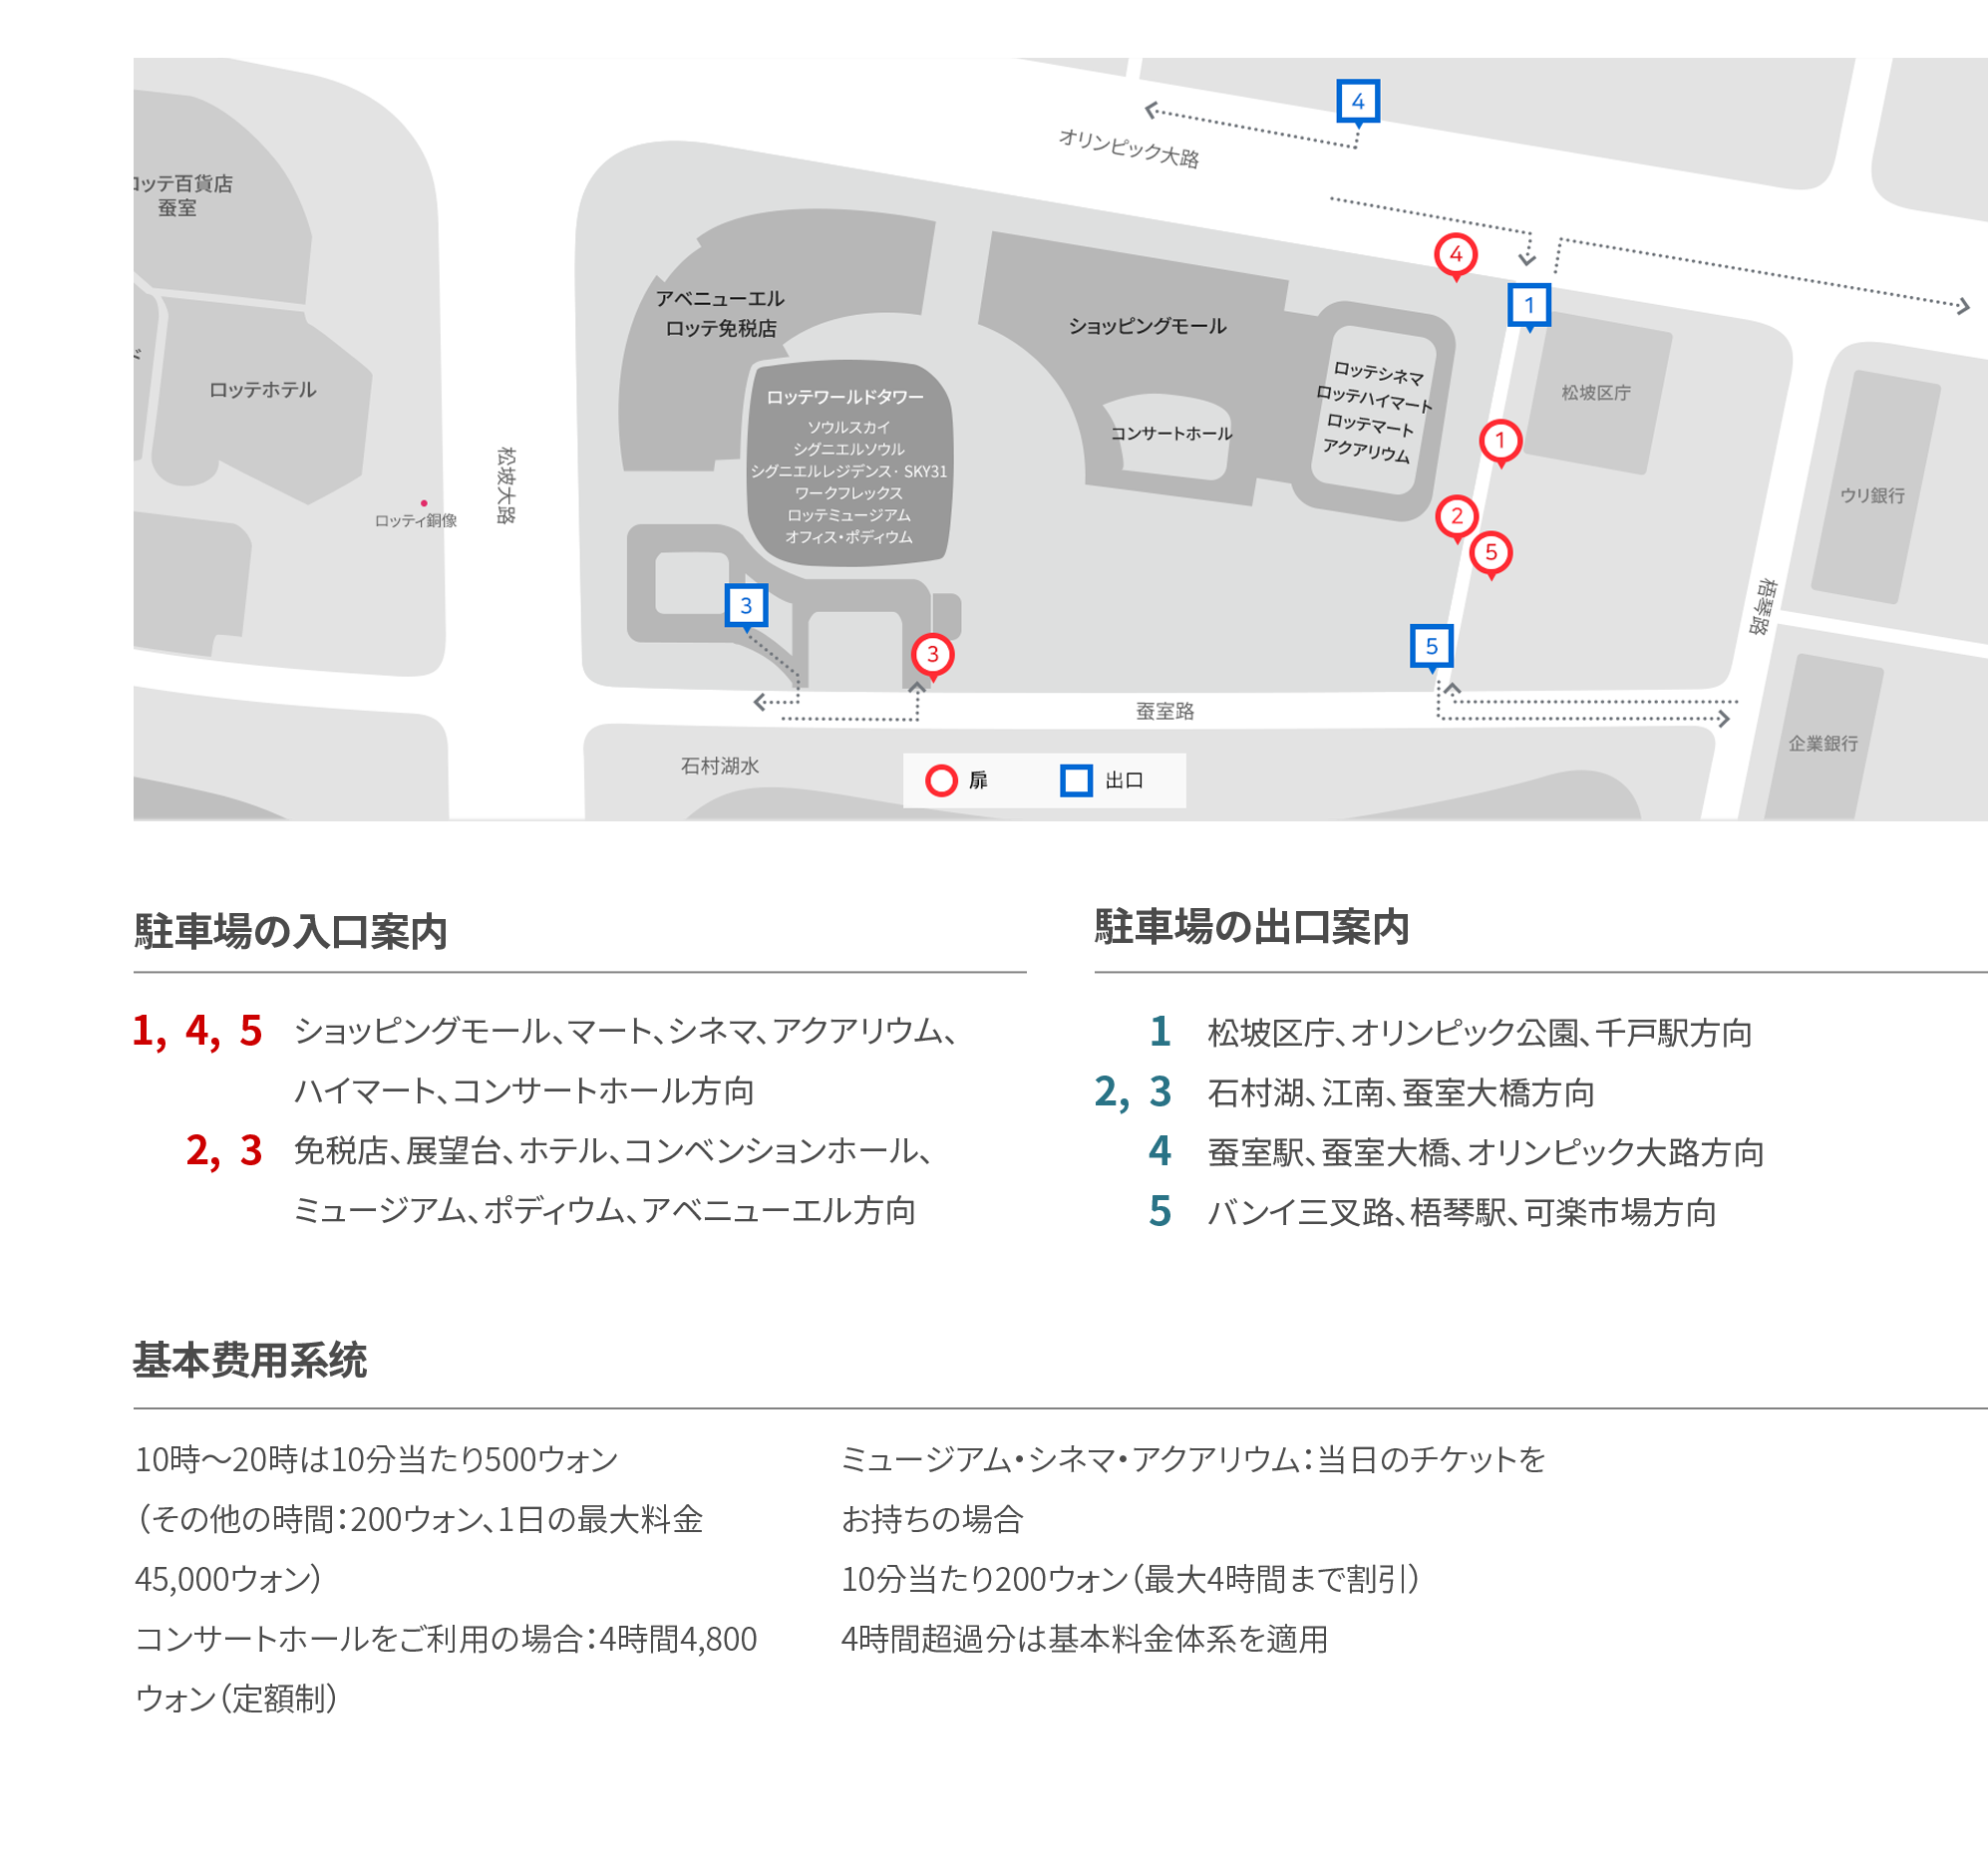 4
オリンピック大路
ロッテ百貨店
蚕室
4
1
アベニューエル
ロッテ免税店
ショッピングモール
ド
ロッテホテル
ロッテシネマ
ロッテハイマート
ロッテマート
アクアリウム
松坡区庁
ロッテワールドタワー
ソウルスカイ
シグニエルソウル
シグニエルレジデンス · SKY31
ワークフレックス
ロッテミュージアム
オフィス・ポディウム
コンサートホール
1
松坡大路
ロッティ銅像
ウリ銀行
2
5
3
梧琴路
5
3
蚕室路
企業銀行
石村湖水
扉
出口
駐車場の入口案内
1, 4, 5 ショッピングモール、マート、シネマ、アクアリウム、
ハイマート、コンサートホール方向
2, 3 免税店、展望台、ホテル、コンベンションホール、
ミュージアム、ポディウム、アベニューエル方向
駐車場の出口案内
1 松坡区庁、オリンピック公園、千戸駅方向
2, 3 石村湖、江南、蚕室大橋方向
4 蚕室駅、蚕室大橋、オリンピック大路方向
5 バンイ三叉路、梧琴駅、可楽市場方向
基本费用系统
10時～20時は10分当たり500ウォン
（その他の時間：200ウォン、1日の最大料金
45,000ウォン）
コンサートホールをご利用の場合：4時間4,800
ウォン（定額制）
ミュージアム・シネマ・アクアリウム：当日のチケットを
お持ちの場合
10分当たり200ウォン（最大4時間まで割引）
4時間超過分は基本料金体系を適用